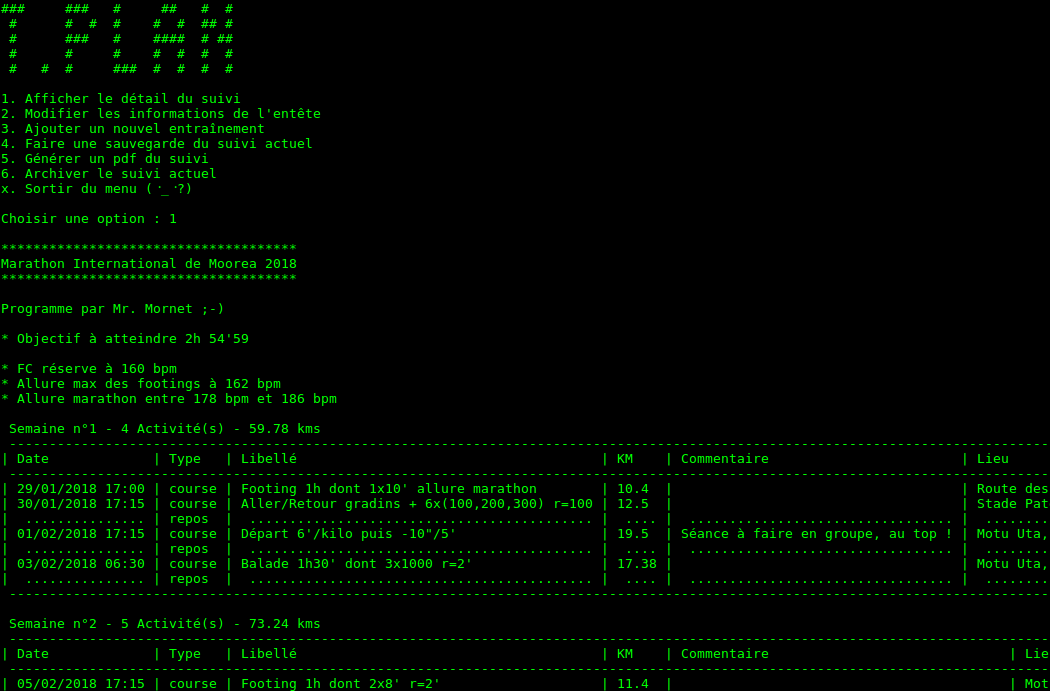 ###     ###   #     ##   #  #
 #      #  #  #    #  #  ## #
 #      ###   #    ####  # ##
 #      #     #    #  #  #  #
 #   #  #     ###  #  #  #  #
1. Afficher le détail du suivi
2. Modifier les informations de l'entête
3. Ajouter un nouvel entraînement
4. Faire une sauvegarde du suivi actuel
5. Générer un pdf du suivi
6. Archiver le suivi actuel
x. Sortir du menu ( ･_ ･?)
Choisir une option : 1
*************************************
Marathon International de Moorea 2018
*************************************
Programme par Mr. Mornet ;-)
* Objectif à atteindre 2h 54'59
* FC réserve à 160 bpm
* Allure max des footings à 162 bpm
* Allure marathon entre 178 bpm et 186 bpm
Semaine n°1 - 4 Activité(s) - 59.78 kms
| Date | Type | Libellé | KM | Commentaire | Lieu
| 29/01/2018 17:00 | course | Footing 1h dont 1x10' allure marathon | 10.4 | | Route des
| 30/01/2018 17:15 | course | Aller/Retour gradins + 6x(100,200,300) r=100 | 12.5 | | Stade Pat
| ............... | repos | ........................................... | .... | ................................. | ........
| 01/02/2018 17:15 | course | Départ 6'/kilo puis -10"/5' | 19.5 | Séance à faire en groupe, au top ! | Motu Uta,
| ............... | repos | ........................................... | .... | ................................. | ........
| 03/02/2018 06:30 | course | Balade 1h30' dont 3x1000 r=2' | 17.38 | | Motu Uta,
| ............... | repos | ........................................... | .... | ................................. | ........
Semaine n°2 - 5 Activité(s) - 73.24 kms
| Date | Type | Libellé | KM | Commentaire | Lie
| 05/02/2018 17:15 | course | Footing 1h dont 2x8' r=2' | 11.4 | | Mot